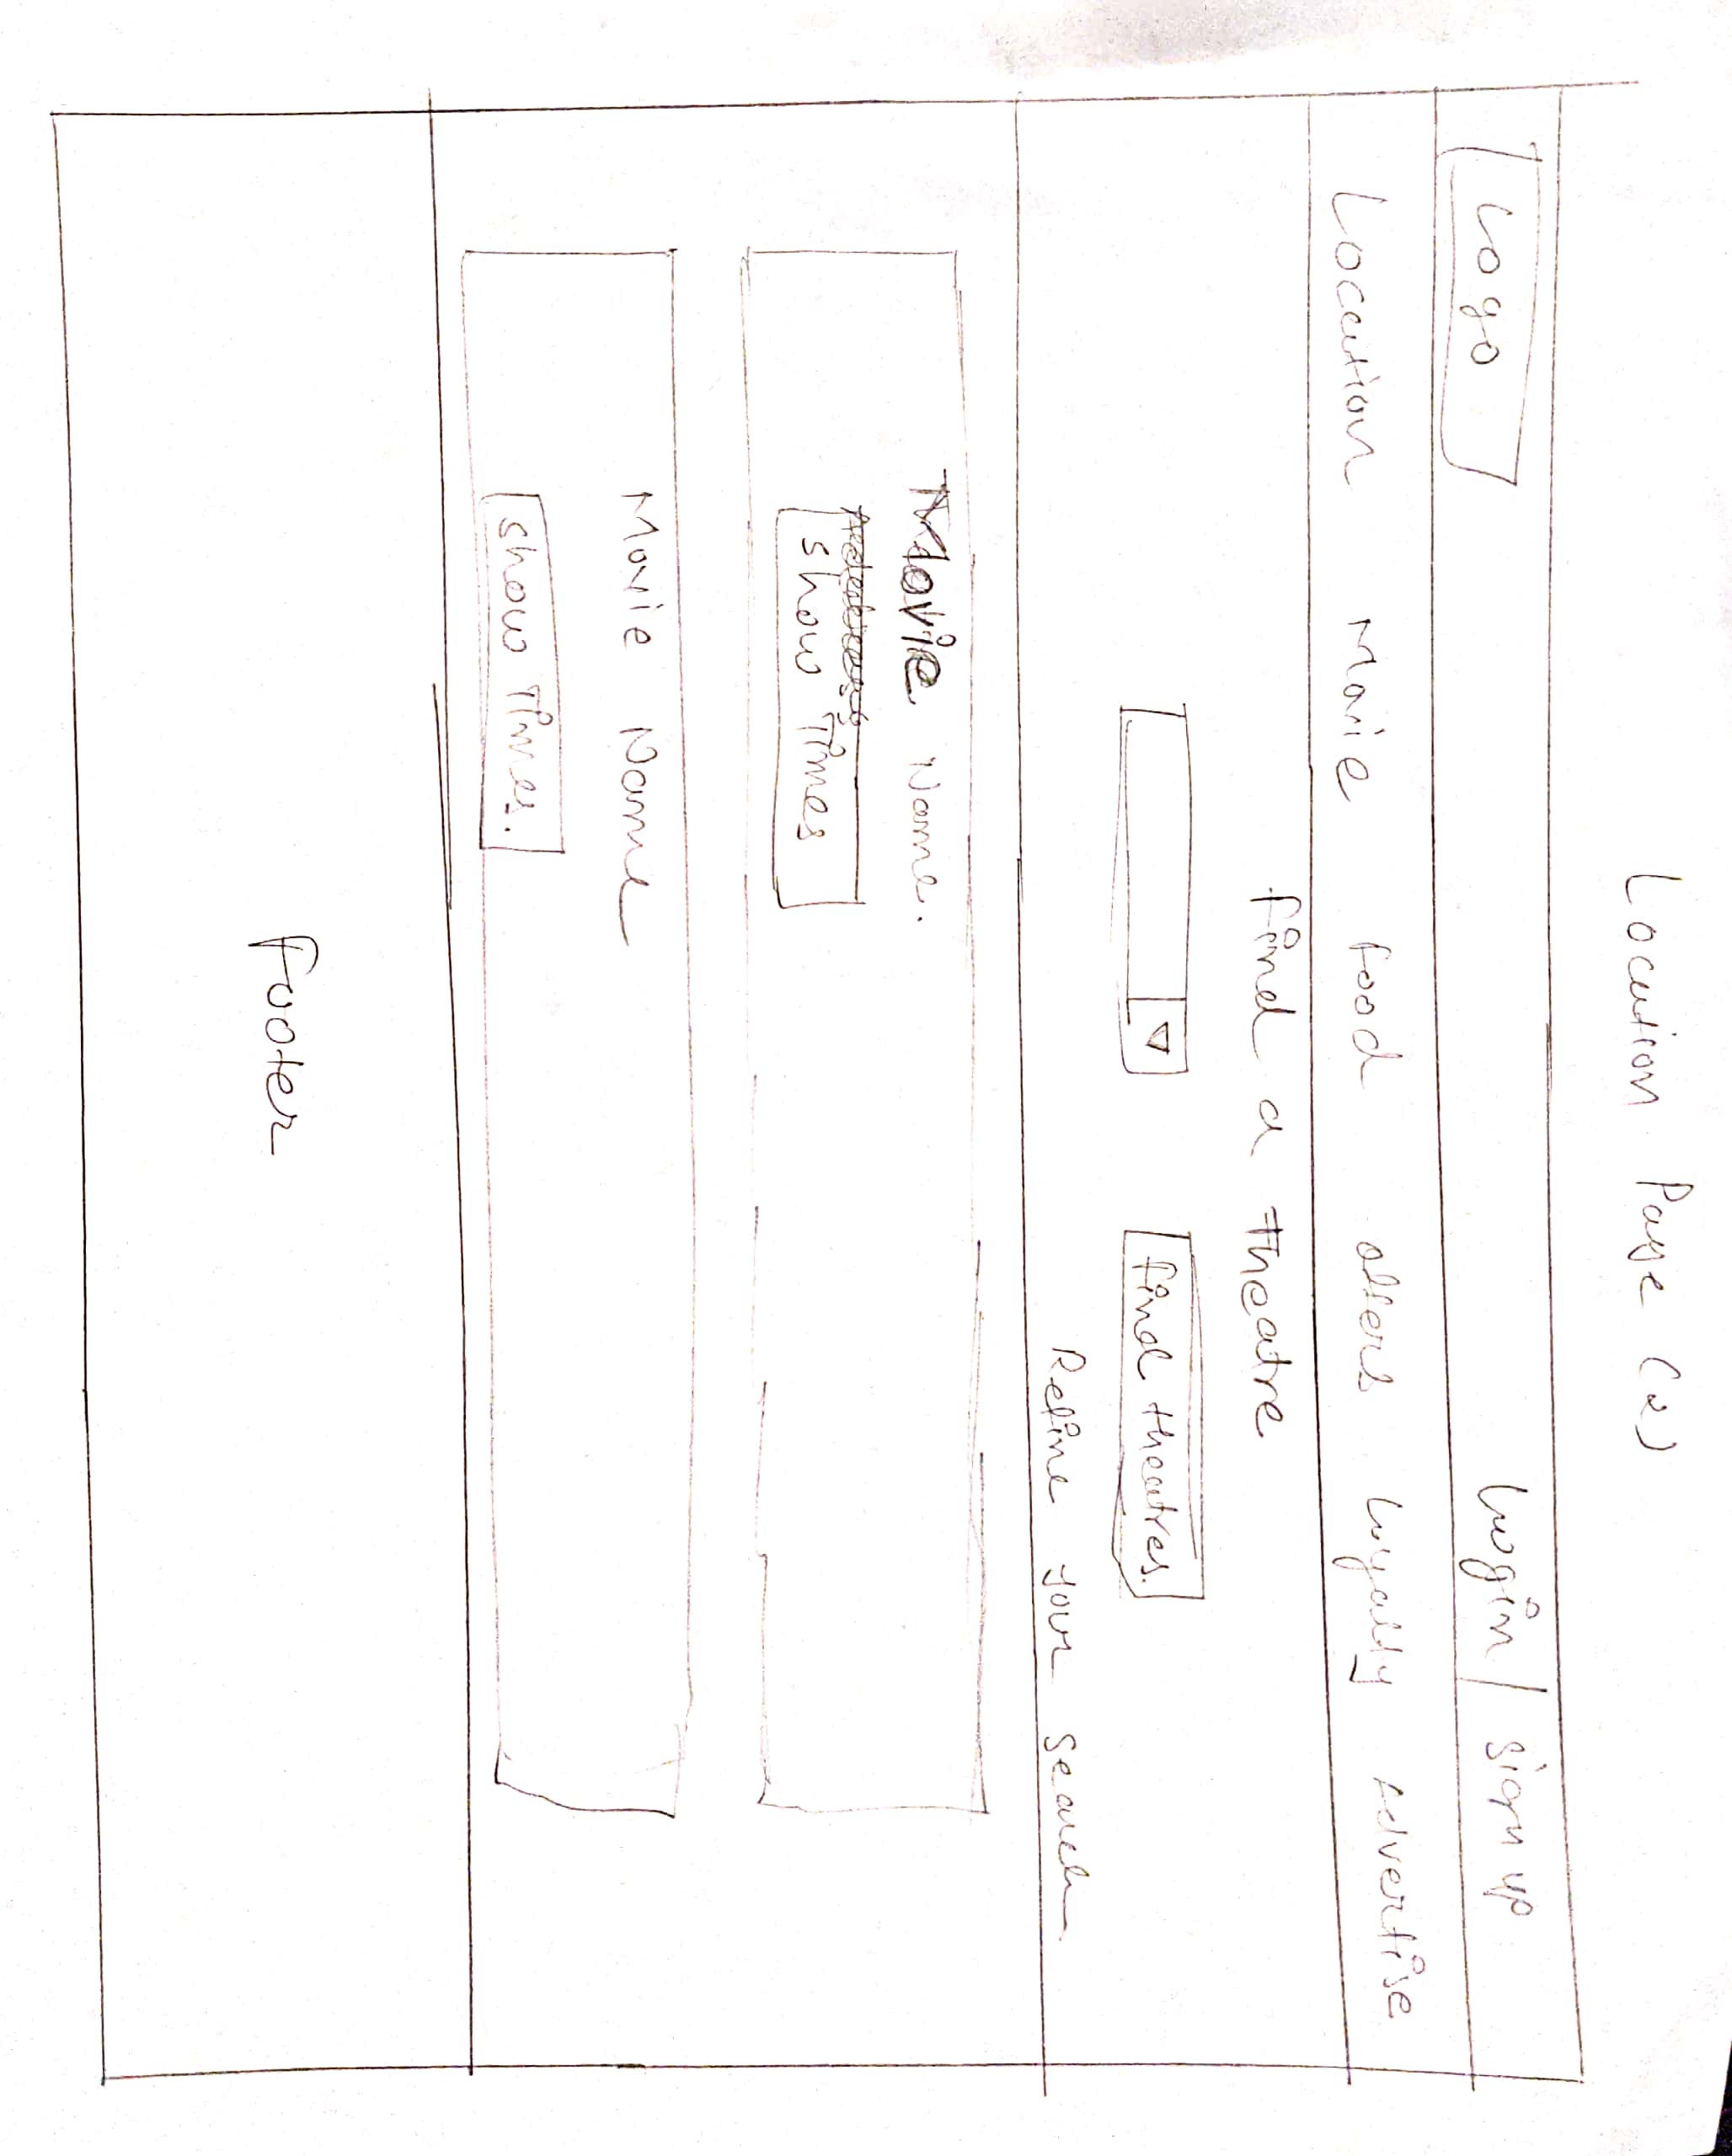 Location Page (2)
Logo Login | Sign up
Location Movie food offers Loyalty Advertise
find a theatre
find theatres.
Refine your search
Movie Name.
Show Times
Movie Name
Show Times.
footer